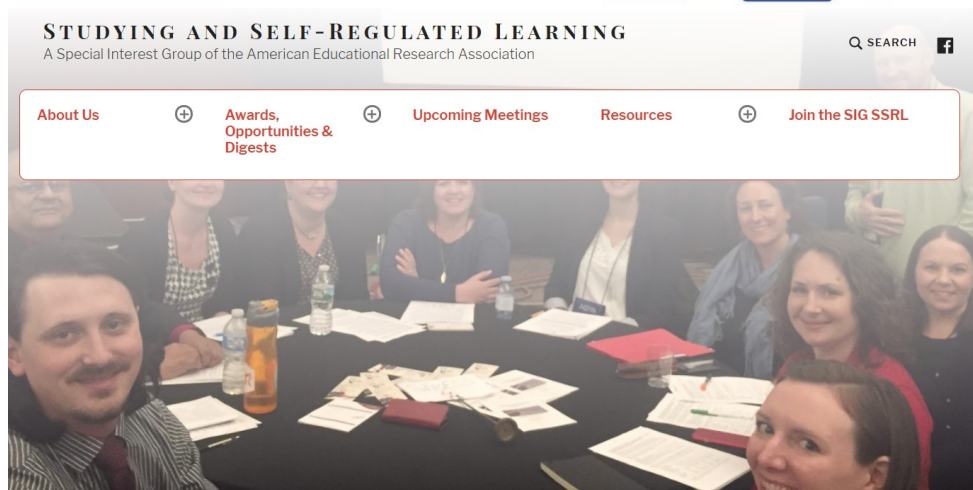 STUDYING AND SELF-REGULATED LEARNING
A Special Interest Group of the American Educational Research Association
SEARCH
About Us
Awards,
Opportunities &
Digests
Upcoming Meetings
Resources
Join the SIG SSRL